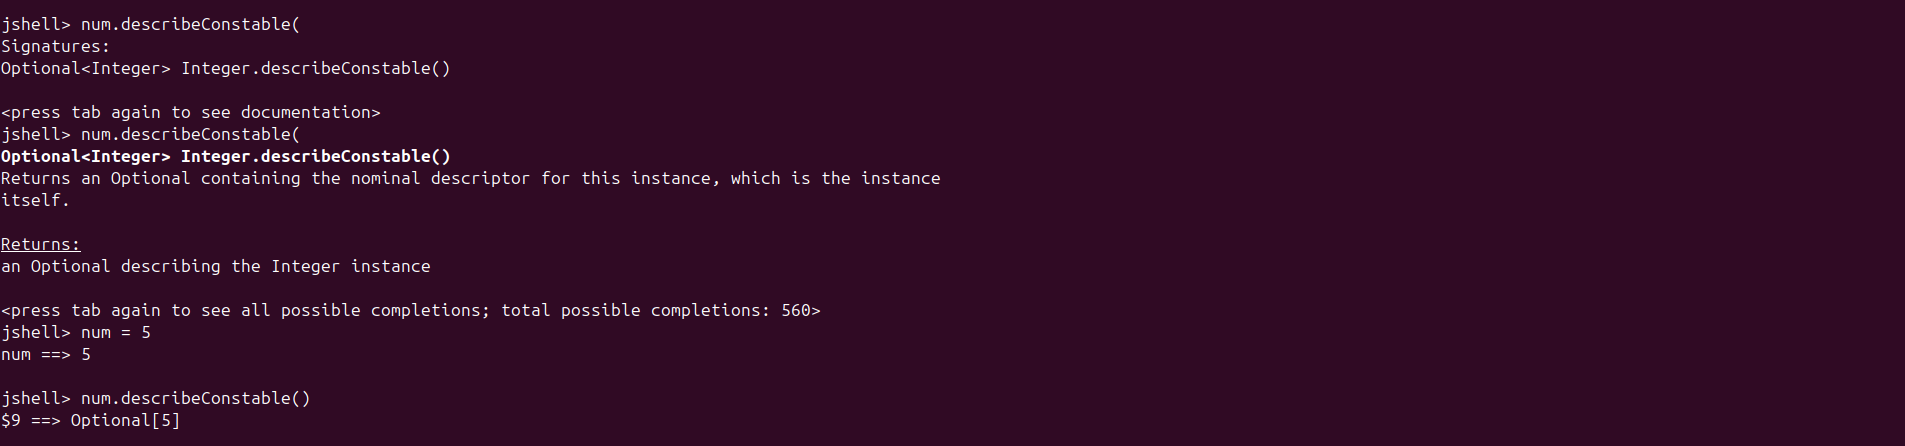 jshell> num.describeConstable(
Signatures:
Optional<Integer> Integer.describeConstable()
<press tab again to see documentation>
jshell> num.describeConstable(
Optional<Integer> Integer.describeConstable()
Returns an Optional containing the nominal descriptor for this instance, which is the instance
itself.
Returns:
an Optional describing the Integer instance
<press tab again to see all possible completions; total possible completions: 560>
jshell> num = 5
num ==> 5
jshell> num.describeConstable()
$9 ==> Optional[5]